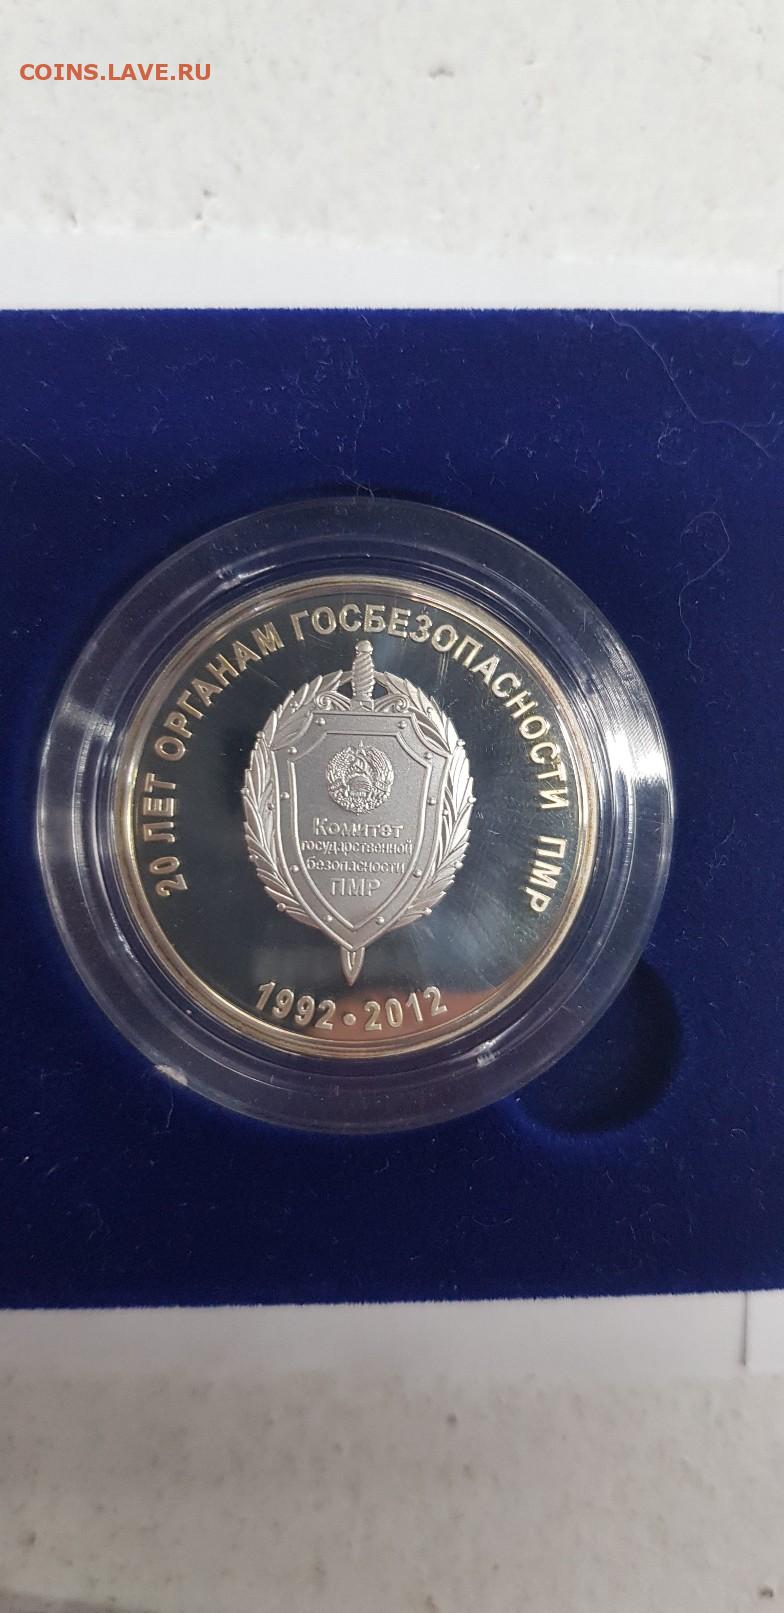 COINS.LAVE.RU
20 ЛЕТ ОРГАНАМ ГОСБЕЗОПАСНОСТИ ПМР
Комитет
государственной
безопасности
ПМР
1992•2012